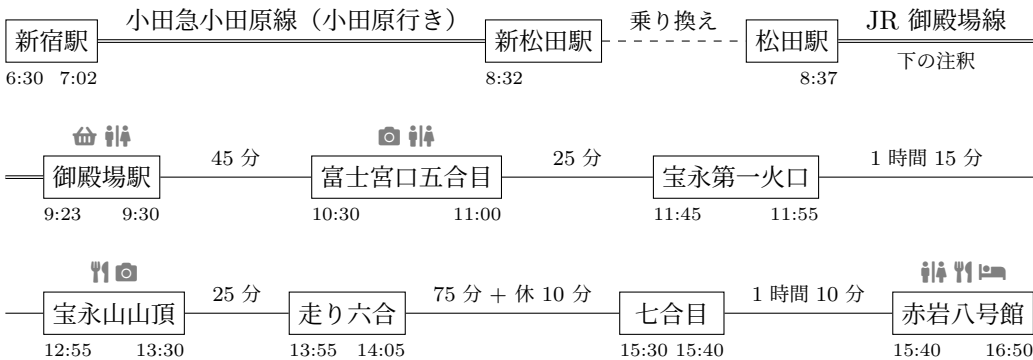 小田急小田原線（小田原行き） 乗り換え JR 御殿場線
新宿駅 新松田駅 松田駅
下の注釈
6:30 7:02 8:32 8:37
45 分 25 分 1 時間 15 分
御殿場駅 富士宮口五合目 宝永第一火口
9:23 9:30 10:30 11:00 11:45 11:55
25 分 75 分 + 休 10 分 1 時間 10 分
宝永山山頂 走り六合 七合目 赤岩八号館
12:55 13:30 13:55 14:05 15:30 15:40 15:40 16:50